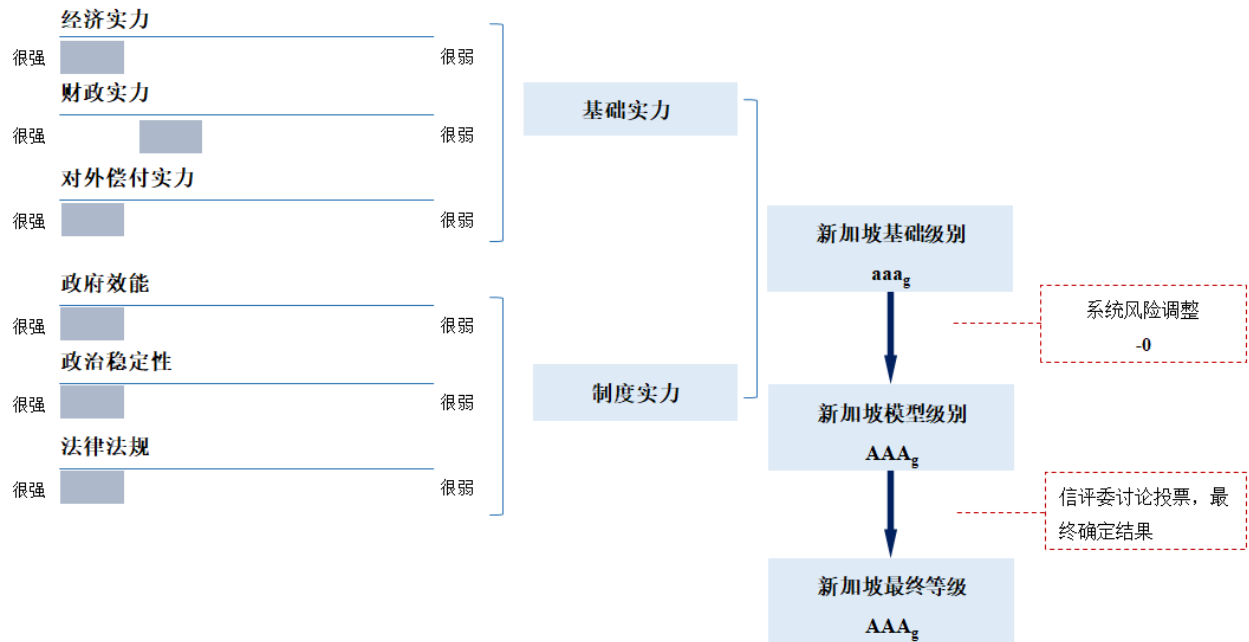 经济实力
很强
很弱
财政实力
很强
很弱
对外偿付实力
很强
很弱
政府效能
很强
很弱
政治稳定性
很强
很弱
法律法规
很强
很弱
基础实力
制度实力
新加坡基础级别
aaag
系统风险调整
-0
新加坡模型级别
AAAg
信评委讨论投票，最
终确定结果
新加坡最终等级
AAAg